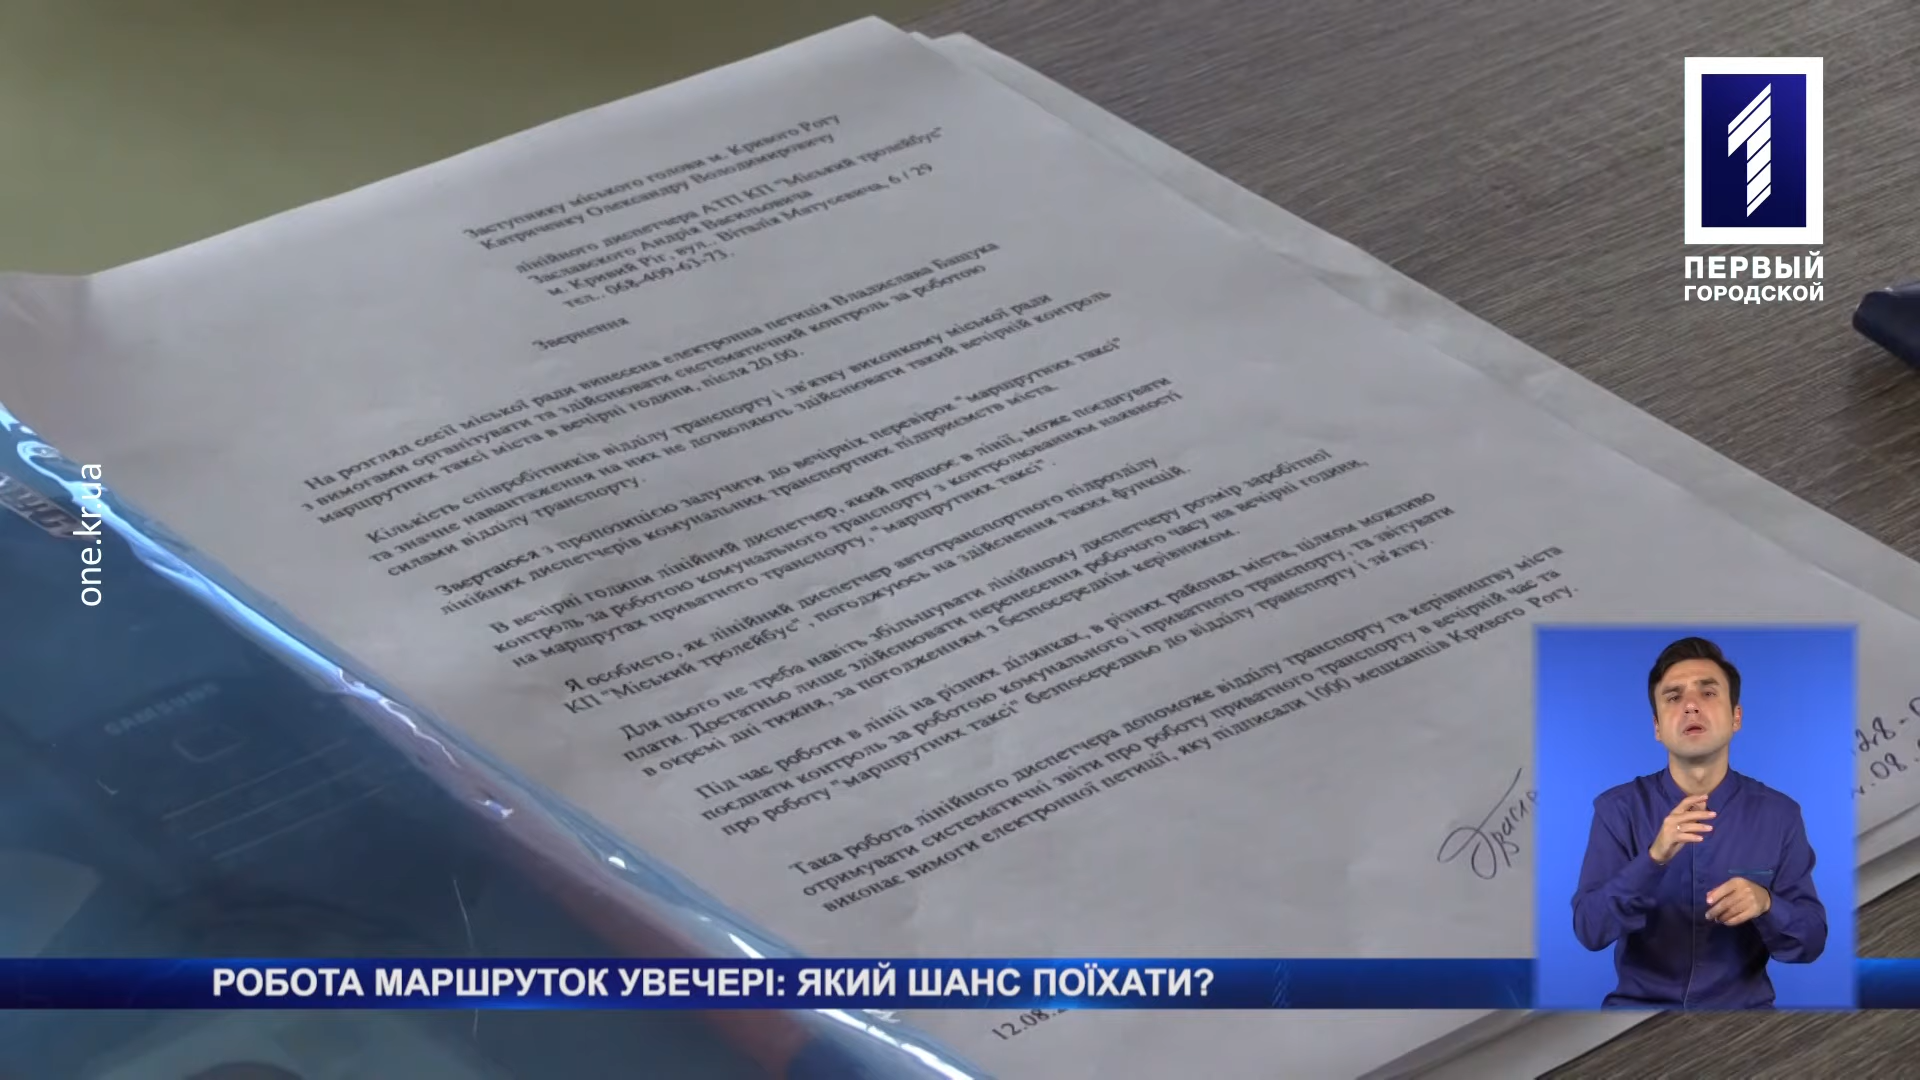 Заступнику міського голови м. Кривого Рогу
Катриченку Олександру Володимировичу
лінійного диспетчера АТП КП "Міський тролейбус"
Заславського Андрія Васильовича
м. Кривий Ріг, вул.. Віталія Матусевича, 6 / 29
тел.. 068-409-63-73.
Звернення
На розгляд сесії міської ради винесена електронна петиція Владислава Бащука
з вимогами організувати та здійснювати систематичний контроль за роботою
маршрутних таксі міста в вечірні години, після 20.00.
Кількість співробітників відділу транспорту і зв'язку виконкому міської ради
та значне навантаження на них не дозволяють здійснювати такий вечірній контроль
силами відділу транспорту.
Звертаюся з пропозицією залучити до вечірніх перевірок "маршрутних таксі"
лінійних диспетчерів комунальних транспортних підприємств міста.
В вечірні години лінійний диспетчер, який працює в лінії, може поєднувати
контроль за роботою комунального транспорту з контролюванням наявності
на маршрутах приватного транспорту, "маршрутних таксі" .
Я особисто, як лінійний диспетчер автотранспортного підрозділу
КП "Міський тролейбус" , погоджуюсь на здійснення таких функцій.
Для цього не треба навіть збільшувати лінійному диспетчеру розмір заробітної
плати. Достатньо лише здійснювати перенесення робочого часу на вечірні години,
в окремі дні тижня, за погодженням з безпосереднім керівником.
Під час роботи в лінії на різних ділянках, в різних районах міста, цілком можливо
поєднати контроль за роботою комунального і приватного транспорту, та звітувати
про роботу "маршрутних таксі" безпосередньо до відділу транспорту і зв'язку.
Така робота лінійного диспетчера допоможе відділу транспорту та керівництву міста
отримувати систематичні звіти про роботу приватного транспорту в вечірній час та
виконає вимоги електронної петиції, яку підписали 1000 мешканців Кривого Рогу.
12.08.
ПЕРВЫЙ
ГОРОДСКОЙ
one.kr.ua
РОБОТА МАРШРУТОК УВЕЧЕРІ: ЯКИЙ ШАНС ПОЇХАТИ?